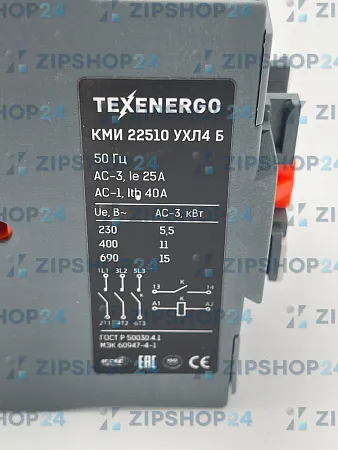 TEXENERGO
КМИ 22510 УХЛ4 Б
50 Гц
AC-3, Ie 25A
AC-1, Ith 40A
Ue, В~ AC-3, кВт
230 5,5
400 11
690 15
1L1 3L2 5L3
13 К 14
A1 К A2
2T1 4T2 6T3
ГОСТ Р 50030.4.1
МЭК 60947-4-1
EAC CE
ZIPSHOP24